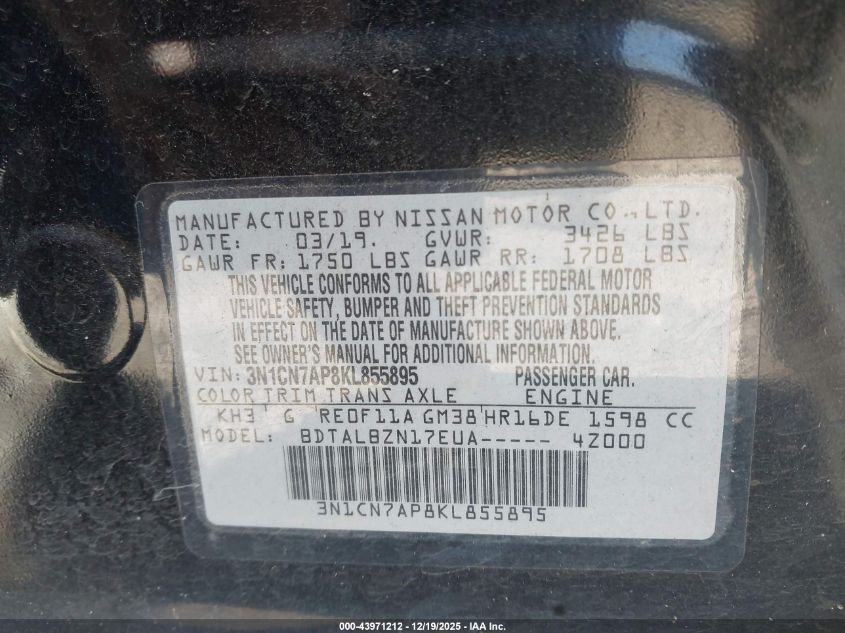 MANUFACTURED BY NISSAN MOTOR CO., LTD.
DATE: 03/19. GVWR: 3426 LBS
GAWR FR: 1750 LBS GAWR RR: 1708 LBS
THIS VEHICLE CONFORMS TO ALL APPLICABLE FEDERAL MOTOR
VEHICLE SAFETY, BUMPER AND THEFT PREVENTION STANDARDS
IN EFFECT ON THE DATE OF MANUFACTURE SHOWN ABOVE.
SEE OWNER'S MANUAL FOR ADDITIONAL INFORMATION.
VIN: 3N1CN7AP8KL855895 PASSENGER CAR.
COLOR TRIM TRANS AXLE ENGINE
KH3 G RE0F11A GM38 HR16DE 1598 CC
MODEL: BDTALBZN17EUA----- 4Z000
3N1CN7AP8KL855895
000-43971212 - 12/19/2025 - IAA Inc.